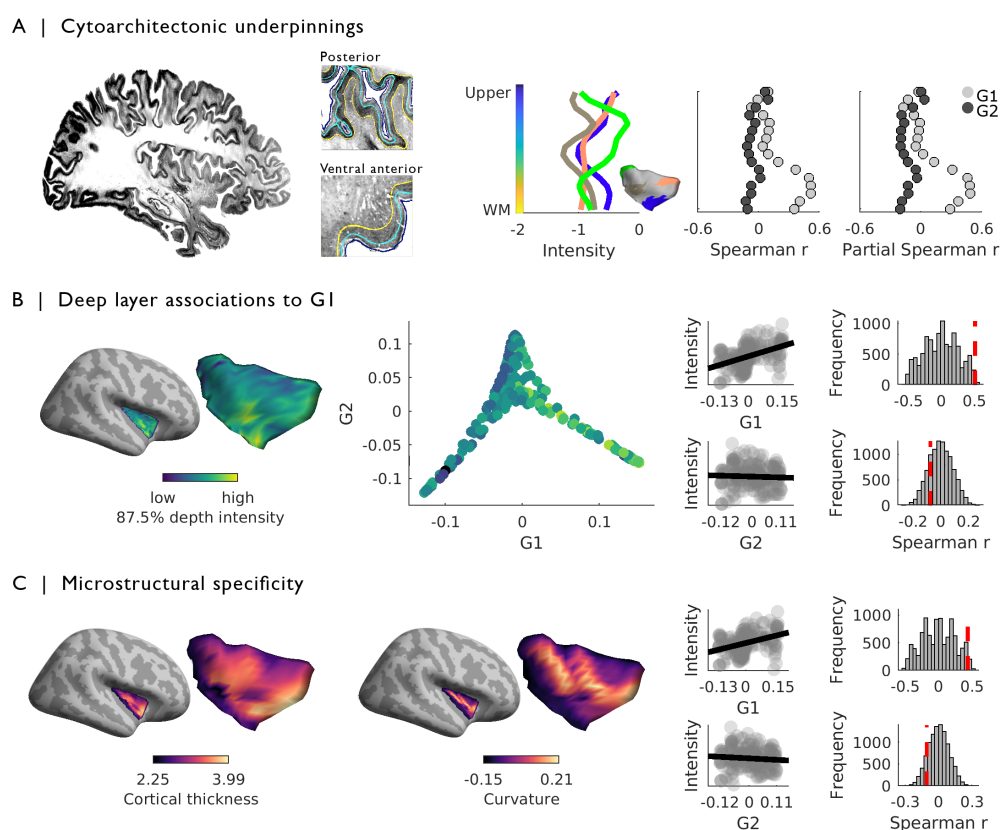 A | Cytoarchitectonic underpinnings
Posterior
Ventral anterior
Upper
WM
-2 -1 0
Intensity
-0.6 0 0.6
Spearman r
G1
G2
-0.6 0 0.6
Partial Spearman r
B | Deep layer associations to G1
low high
87.5% depth intensity
G2
0.1
0.05
0
-0.05
-0.1
-0.1 0 0.1
G1
Intensity
-0.13 0 0.15
G1
Frequency
1000
500
0
-0.5 0 0.5
Intensity
-0.12 0 0.11
G2
Frequency
1000
500
0
-0.2 0 0.2
Spearman r
C | Microstructural specificity
2.25 3.99
Cortical thickness
-0.15 0.21
Curvature
Intensity
-0.13 0 0.15
G1
Frequency
1000
500
0
-0.5 0 0.5
Intensity
-0.12 0 0.11
G2
Frequency
1000
500
0
-0.3 0 0.3
Spearman r